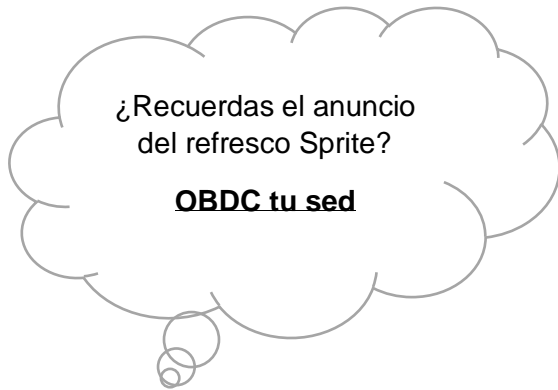 ¿Recuerdas el anuncio
del refresco Sprite?
OBDC tu sed